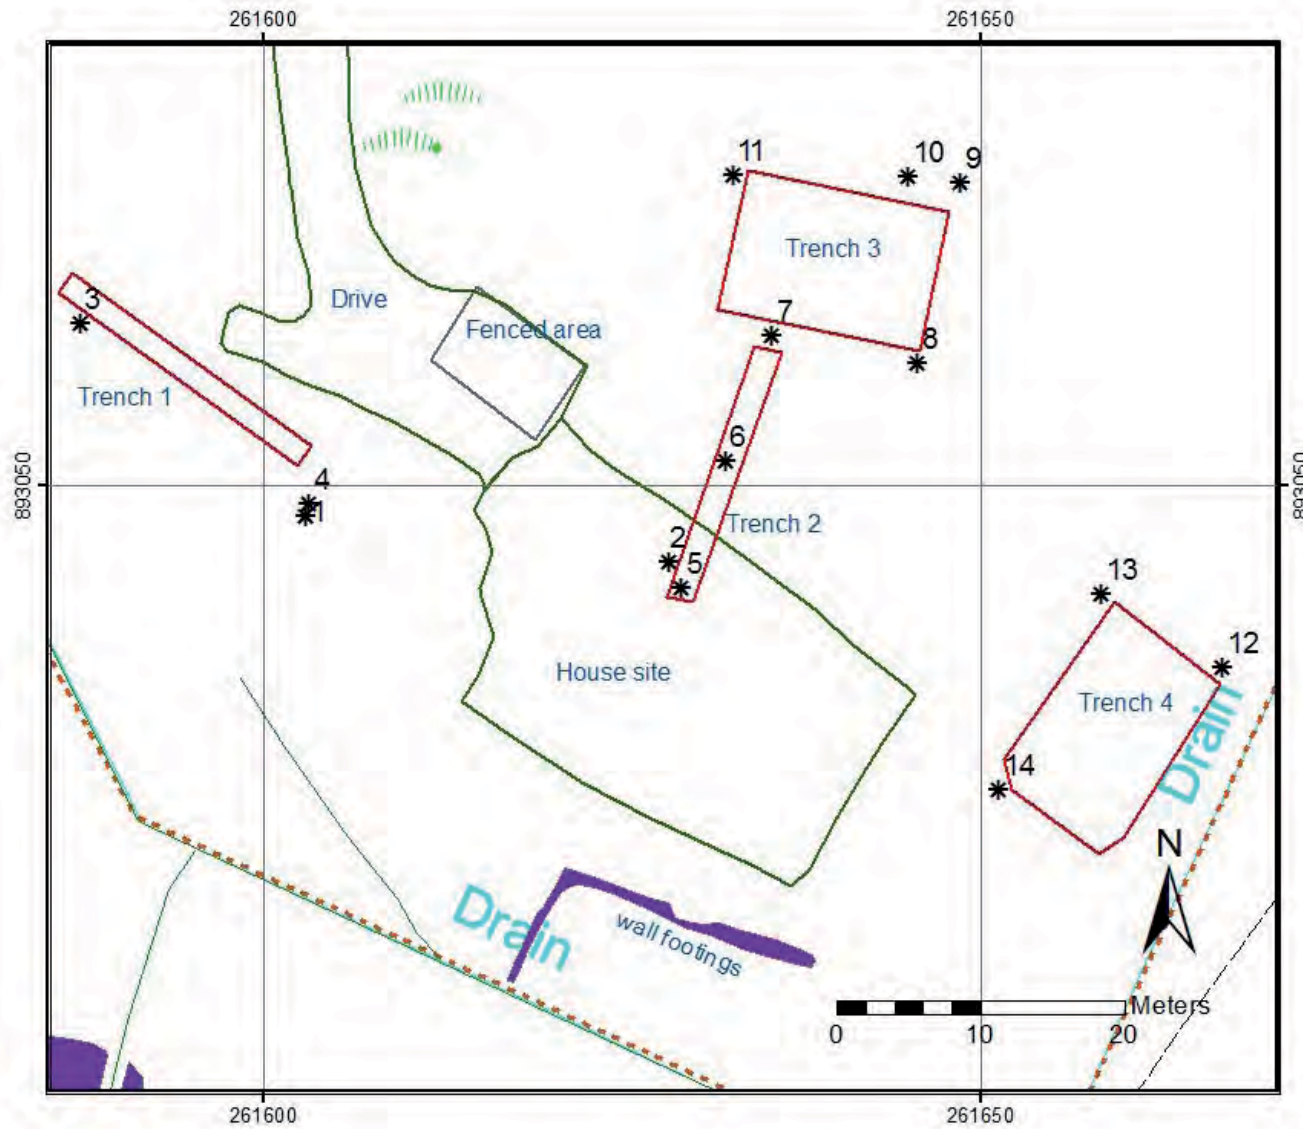 261600
261650
11
10
9
Trench 3
3
Drive
Fenced area
7
8
Trench 1
6
4
1
893050
893050
Trench 2
2
5
13
12
House site
Trench 4
14
Drain
N
Drain
wall footings
Meters
0
10
20
261600
261650